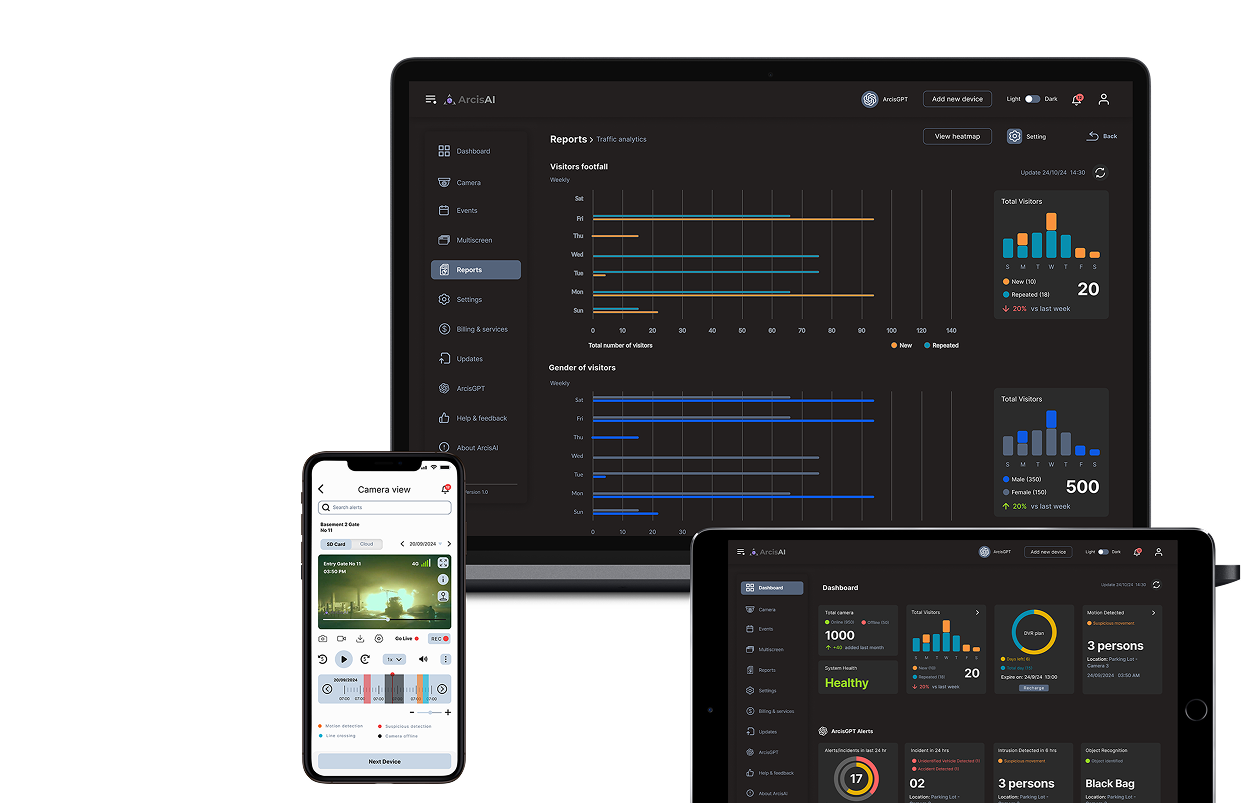 ArcisAI
ArcisGPT
Add new device
Light
Dark
Dashboard
Camera
Events
Multiscreen
Reports
Settings
Billing & services
Updates
ArcisGPT
Help & feedback
About ArcisAI
Version 1.0
Reports > Traffic analytics
View heatmap
Setting
Back
Visitors footfall
Weekly
Update 24/10/24 14:30
Sat
Fri
Thu
Wed
Tue
Mon
Sun
0 10 20 30 40 50 60 70 80 90 100 120 140
Total number of visitors
New
Repeated
Total Visitors
S M T W T F S
New (10)
Repeated (18)
20
20% vs last week
Gender of visitors
Weekly
Sat
Fri
Thu
Wed
Tue
Mon
Sun
0 10 20 30
Total Visitors
S M T W T F S
Male (350)
Female (150)
500
20% vs last week
Camera view
Search alerts
Basement 2 Gate
No 11
SD Card
Cloud
20/09/2024
Entry Gate No 11
03:50 PM
4G
Go Live
REC
1x
20/09/2024
07:00 07:00 07:00 07:00
Motion detection
Suspicious detection
Line crossing
Camera offline
Next Device
ArcisAI
ArcisGPT
Add new device
Light
Dark
Dashboard
Camera
Events
Multiscreen
Reports
Settings
Billing & services
Updates
ArcisGPT
Help & feedback
About ArcisAI
Dashboard
Update 24/10/24 14:30
Total camera
Online (950)
Offline (50)
1000
+40 added last month
System Health
Healthy
Total Visitors
S M T W T F S
New (10)
Repeated (18)
20
20% vs last week
DVR plan
Days left( 6)
Expire on: 24/9/24 13:00
Recharge
Motion Detected
Suspicious movement
3 persons
Location: Parking Lot -
Camera 3
24/09/2024 03:50 AM
ArcisGPT Alerts
Alerts/Incidents in last 24 hr
17
Incident in 24 hrs
Unidentified Vehicle Detected (1)
Accident Detected (1)
02
Location: Parking Lot -
Intrusion Detected in 6 hrs
Suspicious movement
3 persons
Location: Parking Lot -
Object Recognition
Object identified
Black Bag
Location: Parking Lot -